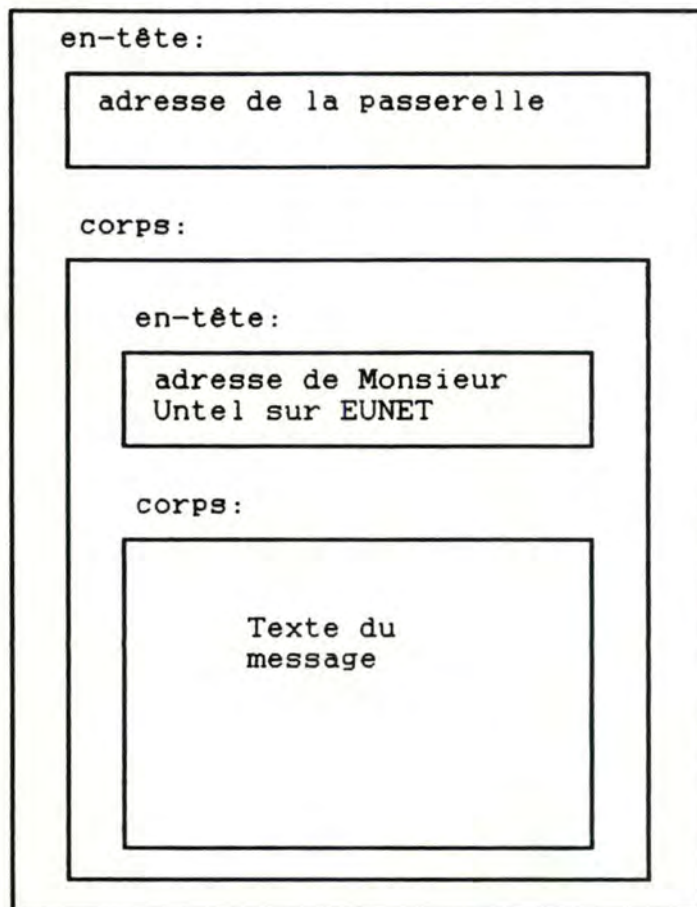 en-tête:
adresse de la passerelle
corps:
en-tête:
adresse de Monsieur
Untel sur EUNET
corps:
Texte du
message